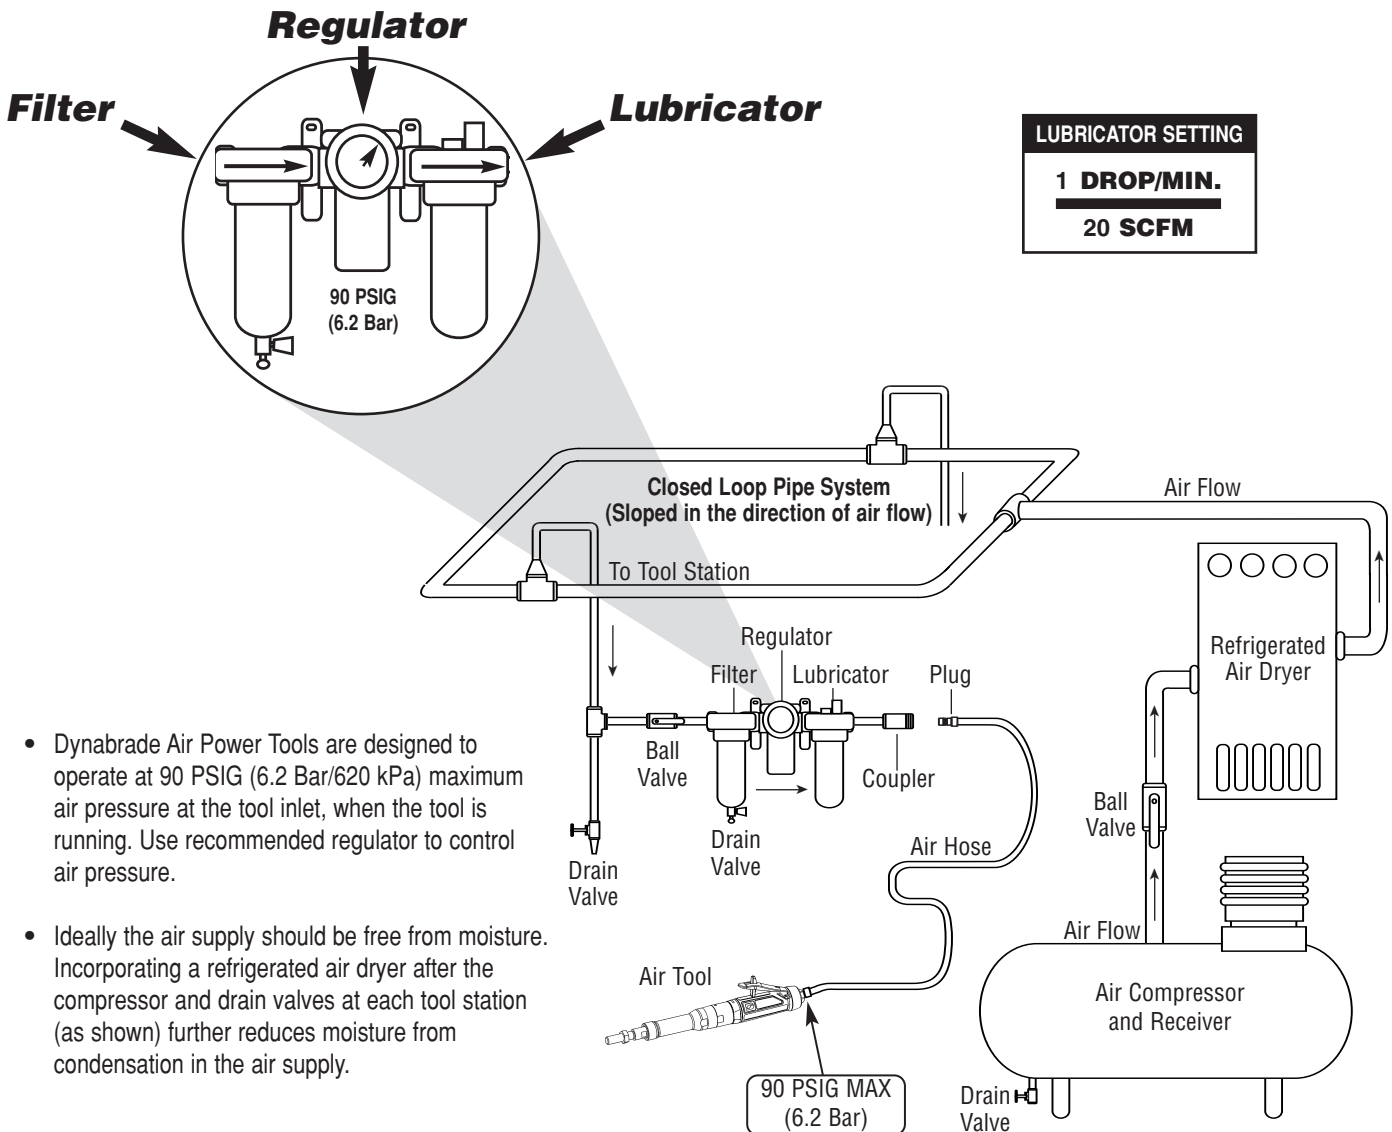 Regulator
Filter
Lubricator
90 PSIG
(6.2 Bar)
LUBRICATOR SETTING
1 DROP/MIN.
20 SCFM
Closed Loop Pipe System
(Sloped in the direction of air flow)
Air Flow
To Tool Station
Refrigerated
Air Dryer
Regulator
Filter
Lubricator
Plug
Ball
Valve
Coupler
Drain
Valve
Drain
Valve
Air Hose
Ball
Valve
Air Flow
Air Compressor
and Receiver
Drain
Valve
Air Tool
90 PSIG MAX
(6.2 Bar)
• Dynabrade Air Power Tools are designed to
operate at 90 PSIG (6.2 Bar/620 kPa) maximum
air pressure at the tool inlet, when the tool is
running. Use recommended regulator to control
air pressure.
• Ideally the air supply should be free from moisture.
Incorporating a refrigerated air dryer after the
compressor and drain valves at each tool station
(as shown) further reduces moisture from
condensation in the air supply.